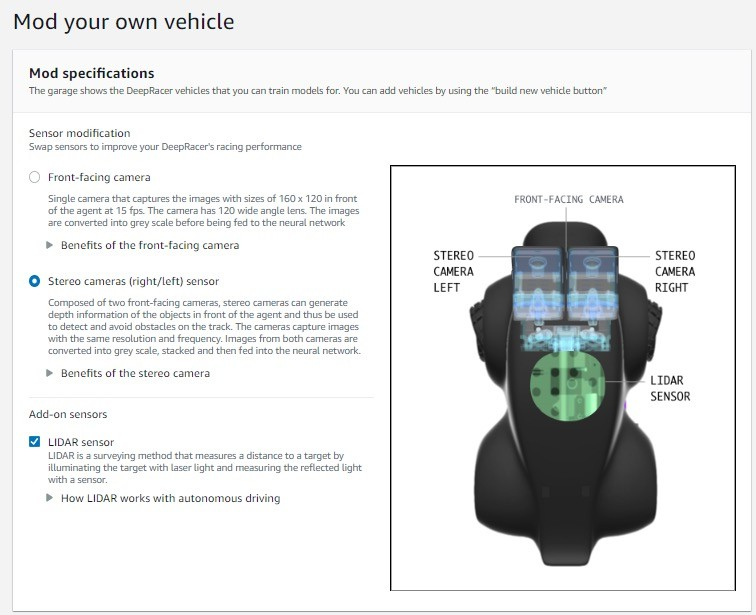 Mod your own vehicle
Mod specifications
The garage shows the DeepRacer vehicles that you can train models for. You can add vehicles by using the “build new vehicle button”
Sensor modification
Swap sensors to improve your DeepRacer's racing performance
Front-facing camera
Single camera that captures the images with sizes of 160 x 120 in front
of the agent at 15 fps. The camera has 120 wide angle lens. The images
are converted into grey scale before being fed to the neural network
Benefits of the front-facing camera
Stereo cameras (right/left) sensor
Composed of two front-facing cameras, stereo cameras can generate
depth information of the objects in front of the agent and thus be used
to detect and avoid obstacles on the track. The cameras capture images
with the same resolution and frequency. Images from both cameras are
converted into grey scale, stacked and then fed into the neural network.
Benefits of the stereo camera
Add-on sensors
LIDAR sensor
LIDAR is a surveying method that measures a distance to a target by
illuminating the target with laser light and measuring the reflected light
with a sensor.
How LIDAR works with autonomous driving
FRONT-FACING CAMERA
STEREO
CAMERA
LEFT
STEREO
CAMERA
RIGHT
LIDAR
SENSOR